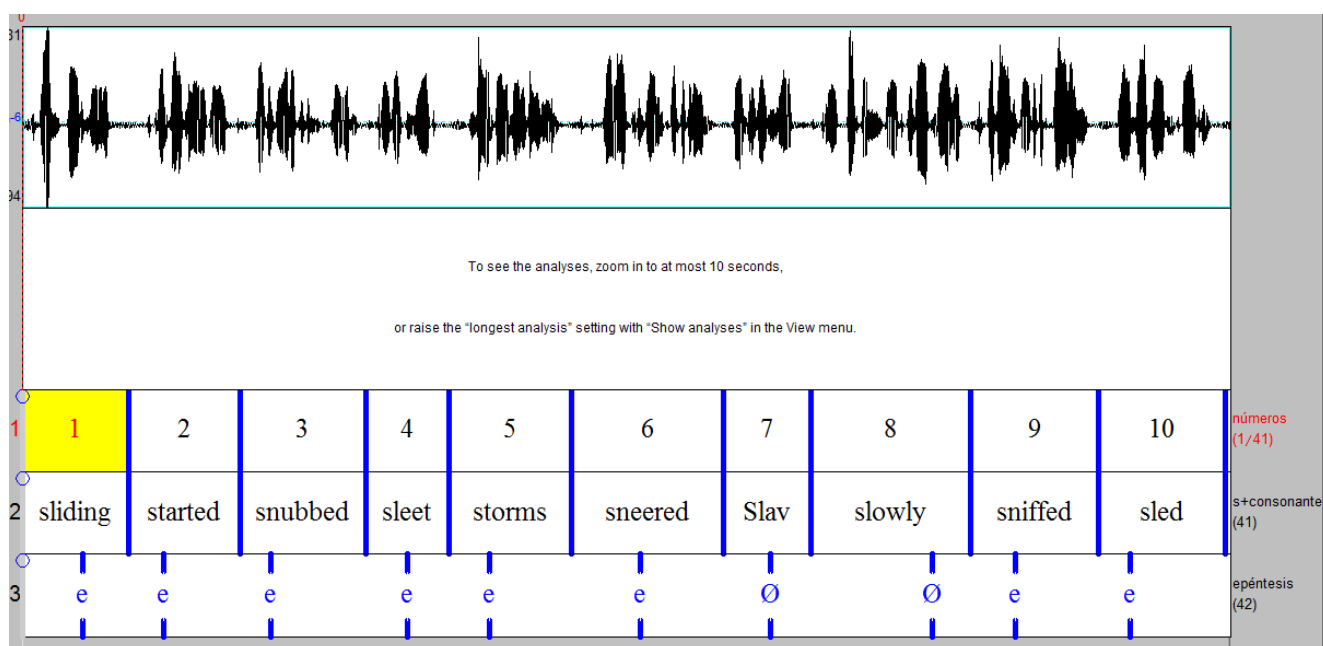 0
31
-6
94
To see the analyses, zoom in to at most 10 seconds,
or raise the “longest analysis” setting with “Show analyses” in the View menu.
1 1 2 3 4 5 6 7 8 9 10 números
(1/41)
2 sliding started snubbed sleet storms sneered Slav slowly sniffed sled s+consonante
(41)
3 e e e e e e Ø Ø e e epéntesis
(42)